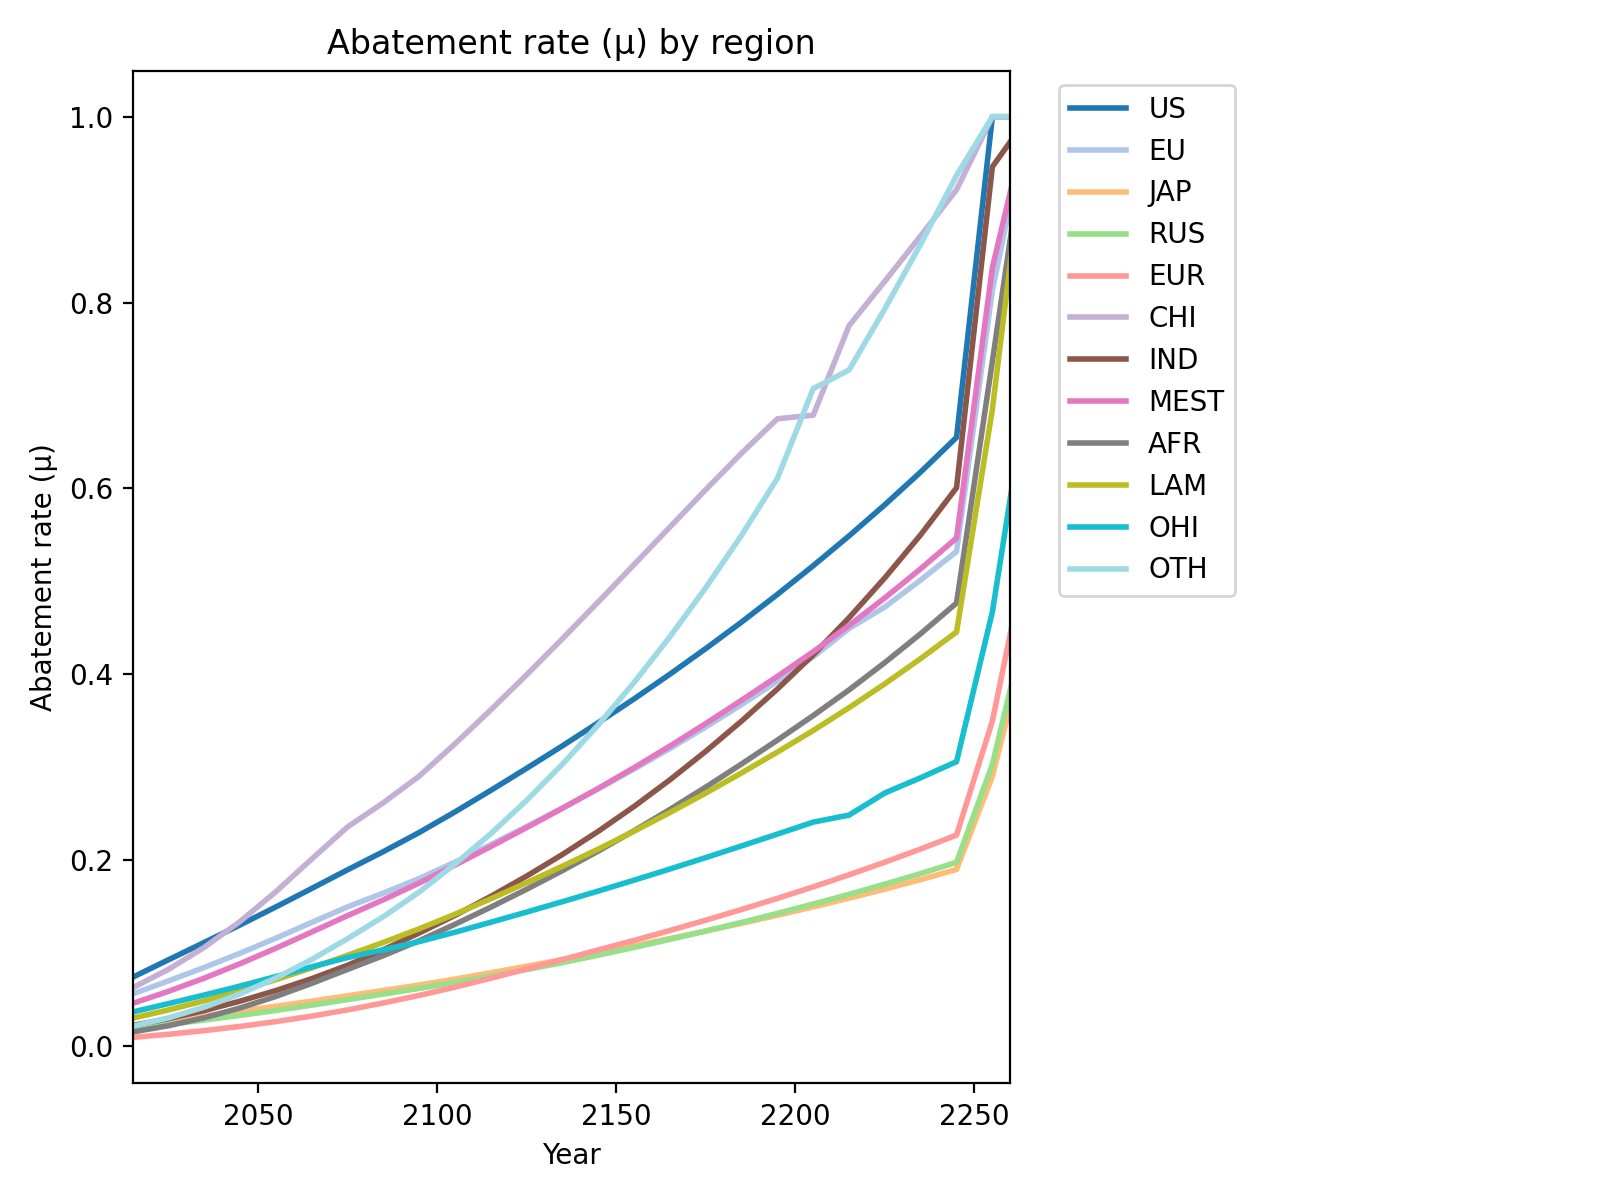 Abatement rate (μ) by region
Abatement rate (μ)
1.0
0.8
0.6
0.4
0.2
0.0
2050
2100
2150
2200
2250
Year
US
EU
JAP
RUS
EUR
CHI
IND
MEST
AFR
LAM
OHI
OTH